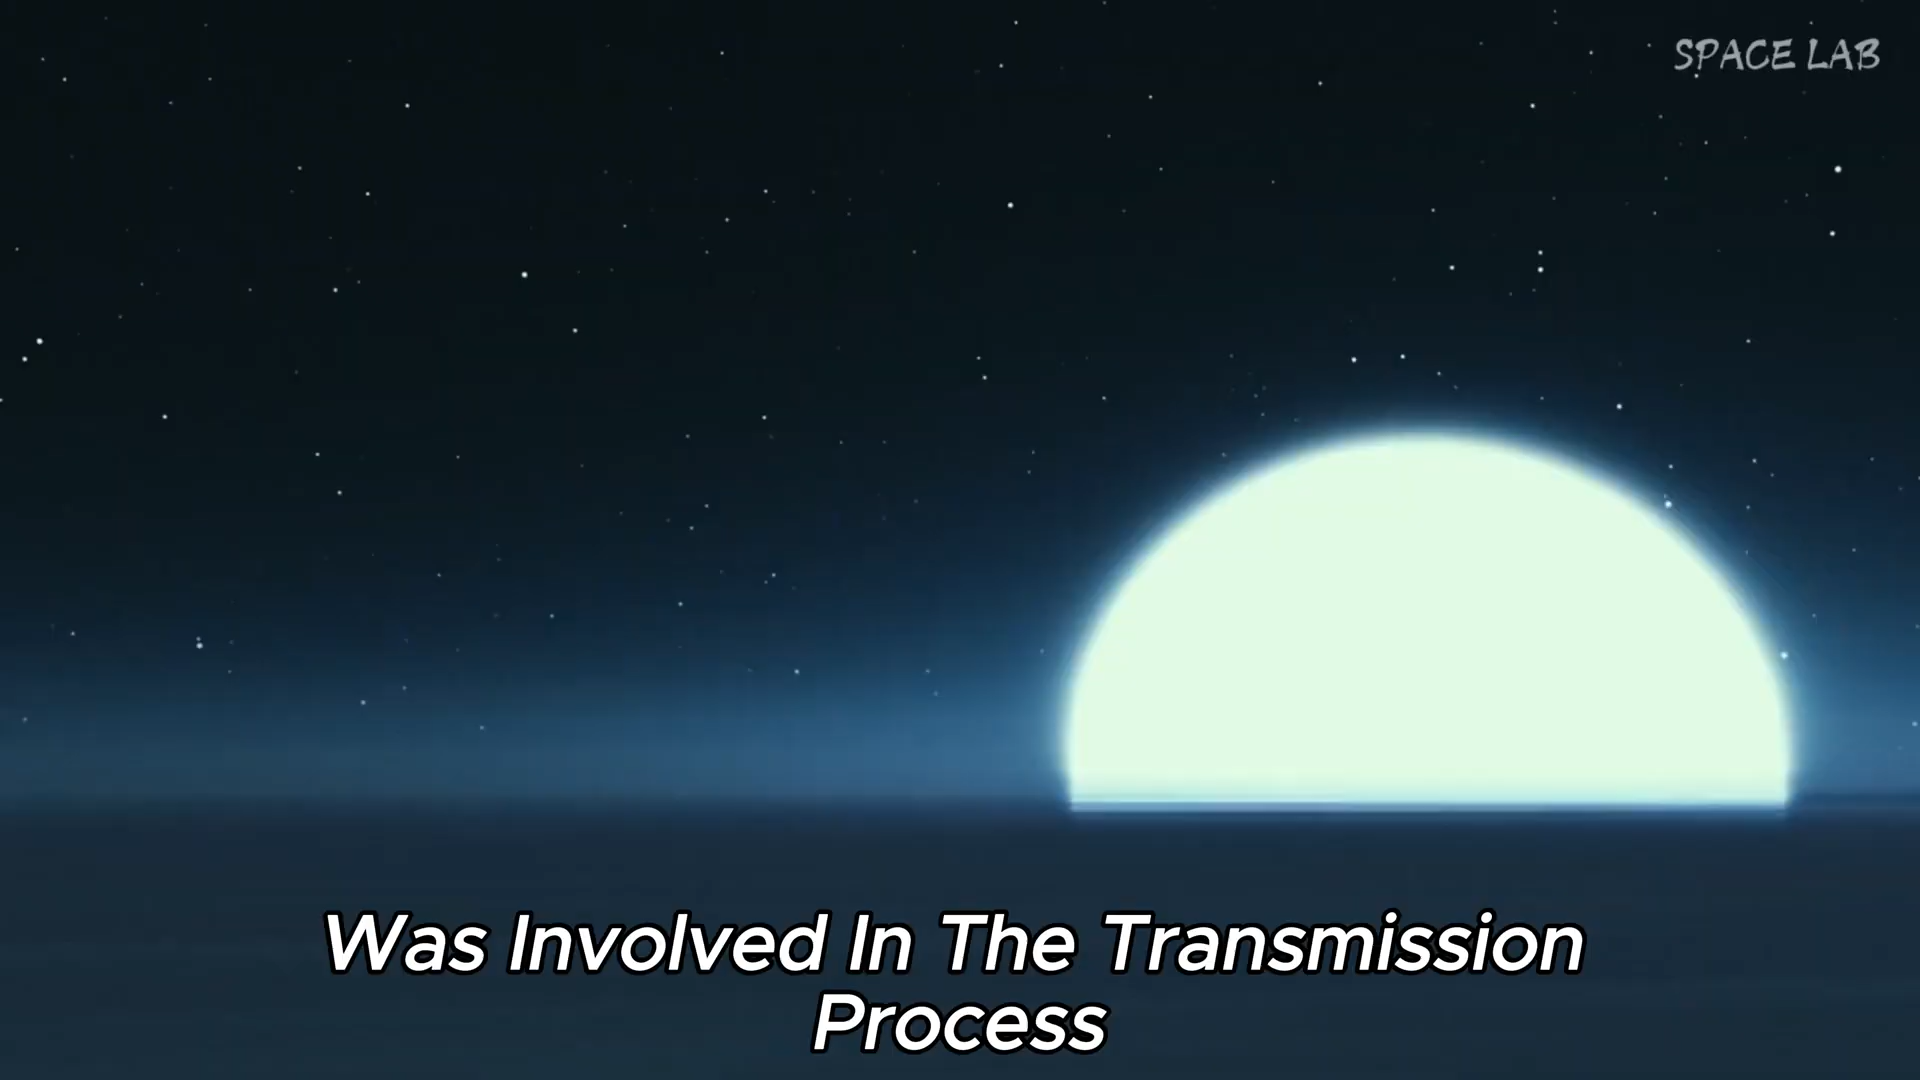 SPACE LAB
Was Involved In The Transmission
Process